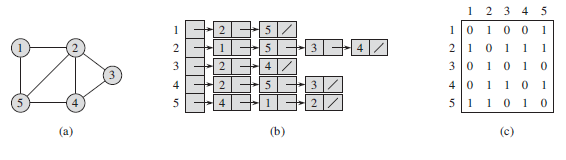 1 2 3 5 4
1 2 5 /
2 1 5 3 4 /
3 2 4 /
4 2 5 3 /
5 4 1 2 /
1 2 3 4 5
1 0 1 0 0 1
2 1 0 1 1 1
3 0 1 0 1 0
4 0 1 1 0 1
5 1 1 0 1 0
(a) (b) (c)